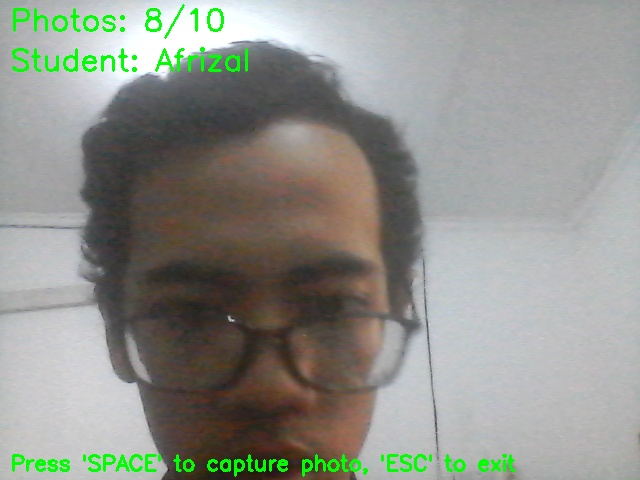 Photos: 8/10
Student: Afrizal
Press 'SPACE' to capture photo, 'ESC' to exit